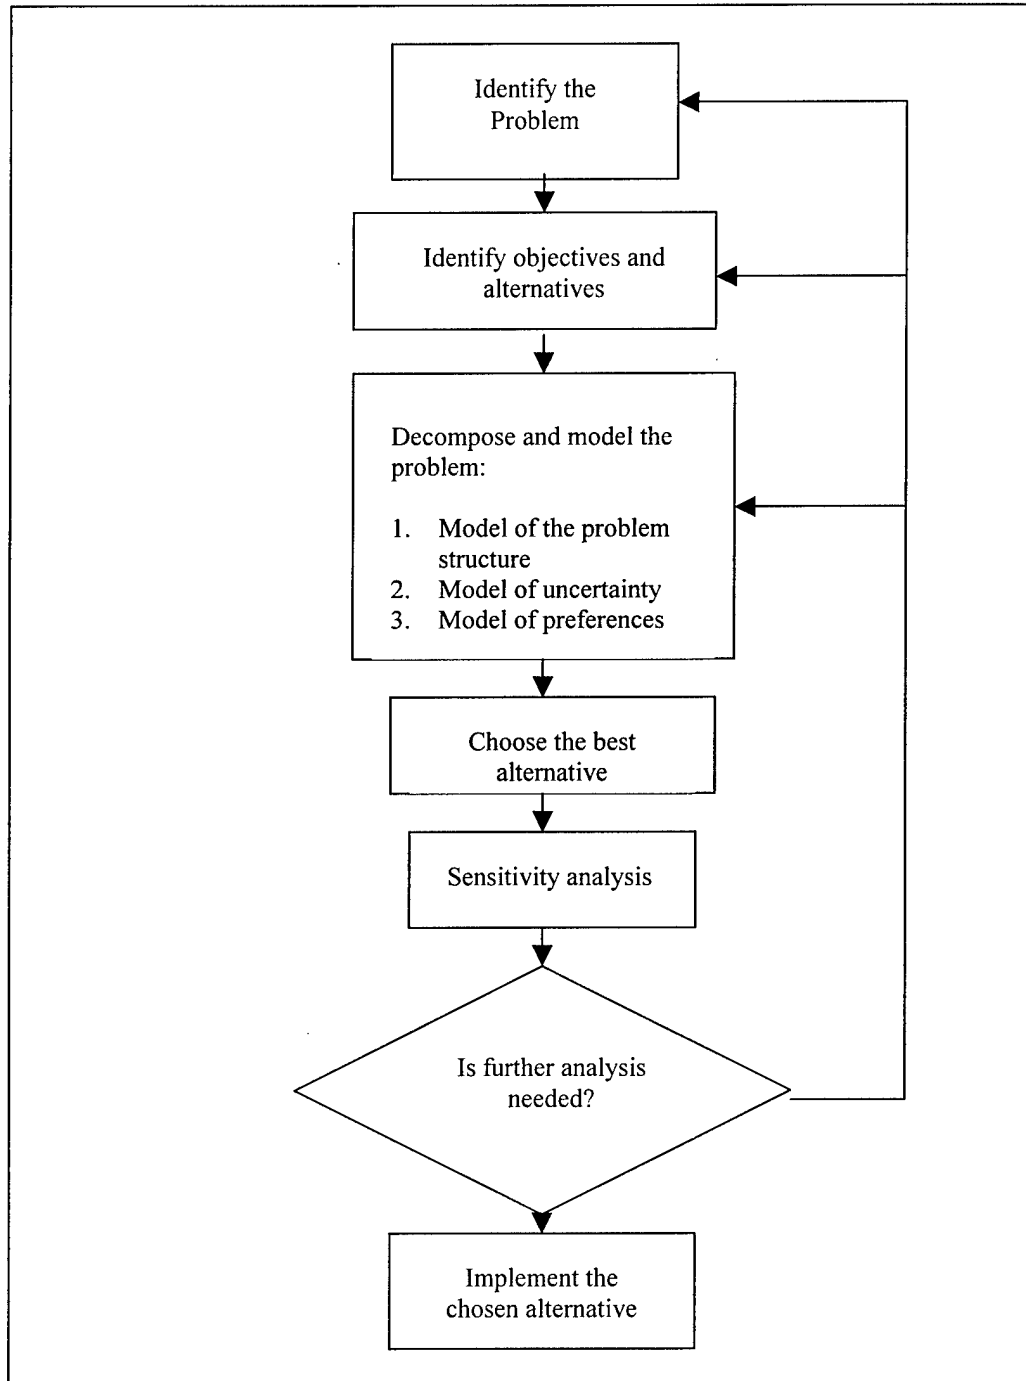 Identify the
Problem
Identify objectives and
alternatives
Decompose and model the
problem:
1. Model of the problem
structure
2. Model of uncertainty
3. Model of preferences
Choose the best
alternative
Sensitivity analysis
Is further analysis
needed?
Implement the
chosen alternative